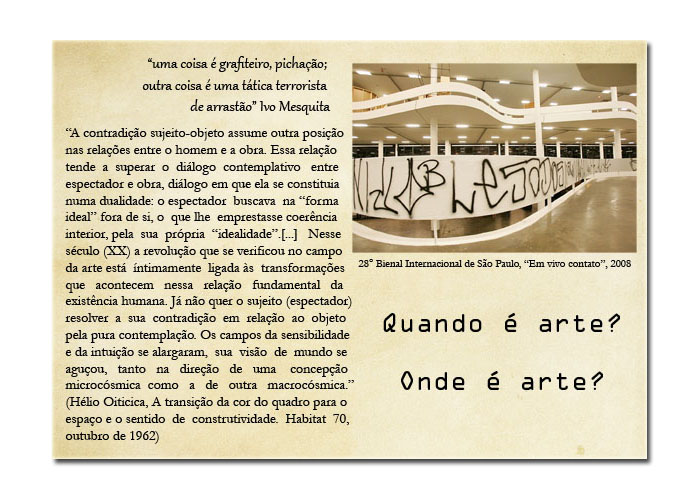 “uma coisa é grafiteiro, pichação;
outra coisa é uma tática terrorista
de arrastão” Ivo Mesquita
“A contradição sujeito-objeto assume outra posição
nas relações entre o homem e a obra. Essa relação
tende a superar o diálogo contemplativo entre
espectador e obra, diálogo em que ela se constituia
numa dualidade: o espectador buscava na “forma
ideal” fora de si, o que lhe emprestasse coerência
interior, pela sua própria “idealidade”.[...] Nesse
século (XX) a revolução que se verificou no campo
da arte está íntimamente ligada às transformações
que acontecem nessa relação fundamental da
existência humana. Já não quer o sujeito (espectador)
resolver a sua contradição em relação ao objeto
pela pura contemplação. Os campos da sensibilidade
e da intuição se alargaram, sua visão de mundo se
aguçou, tanto na direção de uma concepção
microcósmica como a de outra macrocósmica.”
(Hélio Oiticica, A transição da cor do quadro para o
espaço e o sentido de construtividade. Habitat 70,
outubro de 1962)
28° Bienal Internacional de São Paulo, “Em vivo contato”, 2008
Quando é arte?
Onde é arte?